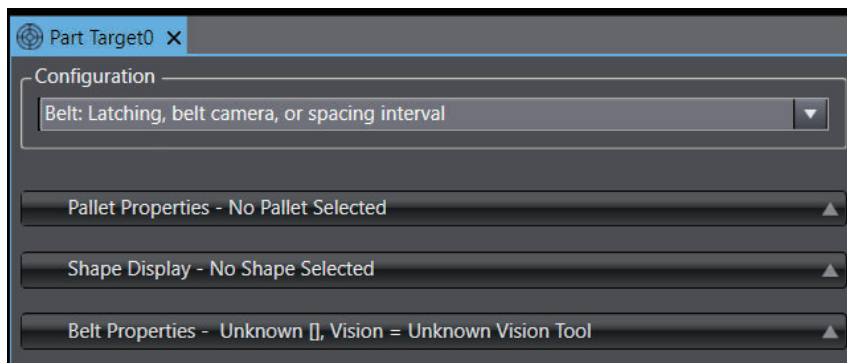 Part Target0
Configuration
Belt: Latching, belt camera, or spacing interval
Pallet Properties - No Pallet Selected
Shape Display - No Shape Selected
Belt Properties - Unknown [], Vision = Unknown Vision Tool